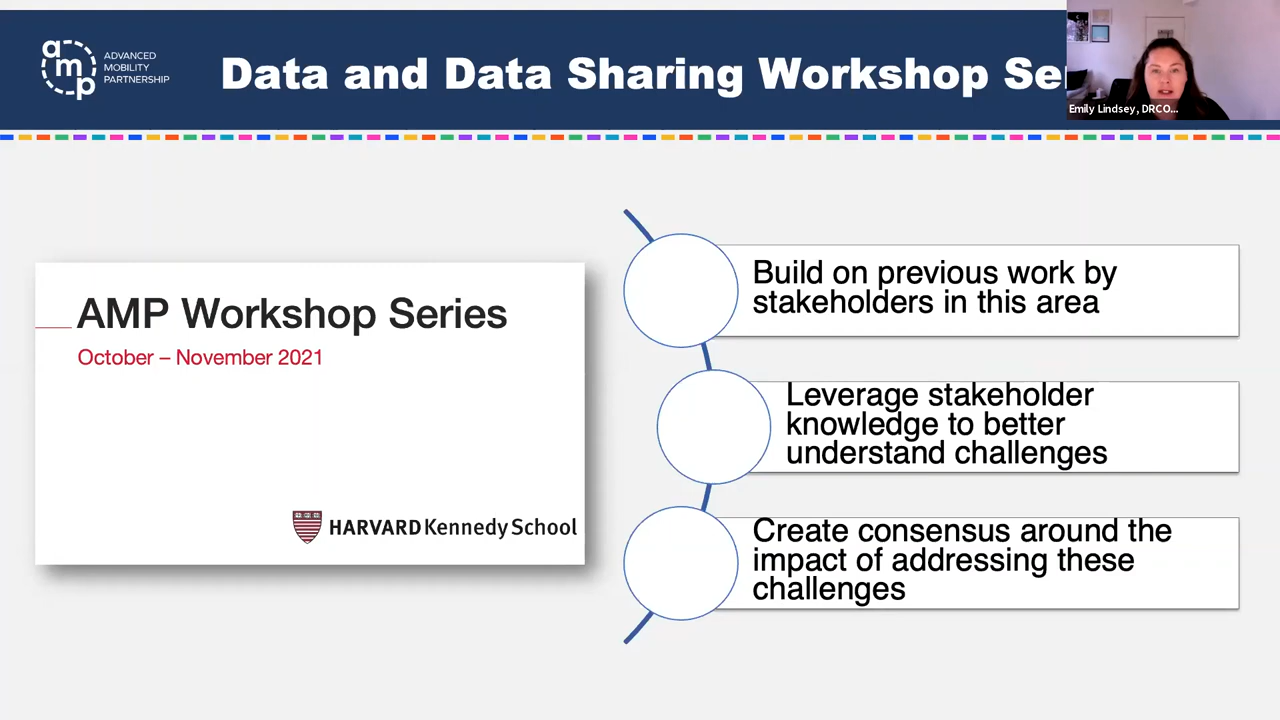 amp
ADVANCED
MOBILITY
PARTNERSHIP
Data and Data Sharing Workshop Se
Emily Lindsey, DRCO...
AMP Workshop Series
October – November 2021
HARVARD Kennedy School
Build on previous work by
stakeholders in this area
Leverage stakeholder
knowledge to better
understand challenges
Create consensus around the
impact of addressing these
challenges